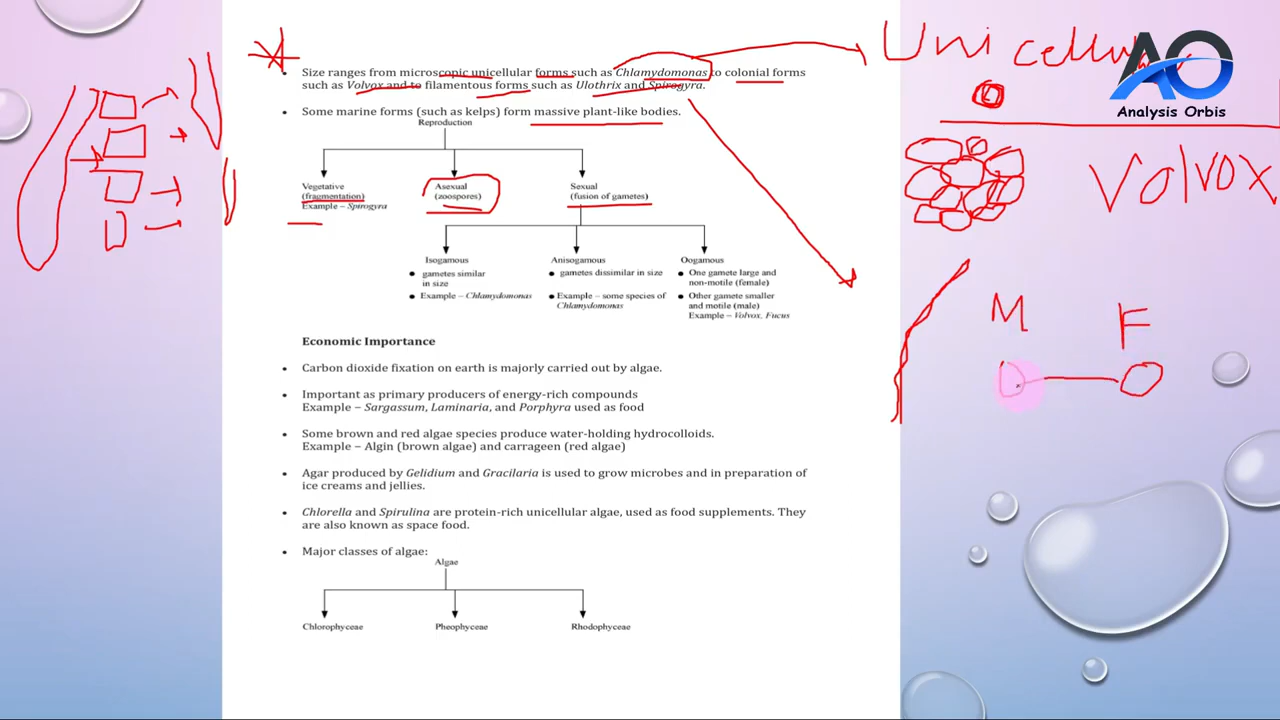 Size ranges from microscopic unicellular forms such as Chlamydomonas to colonial forms
such as Volvox and to filamentous forms such as Ulothrix and Spirogyra.
Some marine forms (such as kelps) form massive plant-like bodies.
Reproduction
Vegetative
(fragmentation)
Example – Spirogyra
Asexual
(zoospores)
Sexual
(fusion of gametes)
Isogamous
gametes similar
in size
Example – Chlamydomonas
Anisogamous
gametes dissimilar in size
Example – some species of
Chlamydomonas
Oogamous
One gamete large and
non-motile (female)
Other gamete smaller
and motile (male)
Example – Volvox, Fucus
Economic Importance
Carbon dioxide fixation on earth is majorly carried out by algae.
Important as primary producers of energy-rich compounds
Example – Sargassum, Laminaria, and Porphyra used as food
Some brown and red algae species produce water-holding hydrocolloids.
Example – Algin (brown algae) and carrageen (red algae)
Agar produced by Gelidium and Gracilaria is used to grow microbes and in preparation of
ice creams and jellies.
Chlorella and Spirulina are protein-rich unicellular algae, used as food supplements. They
are also known as space food.
Major classes of algae:
Algae
Chlorophyceae
Pheophyceae
Rhodophyceae
Unicellular
AO
Analysis Orbis
Volvox
M
F